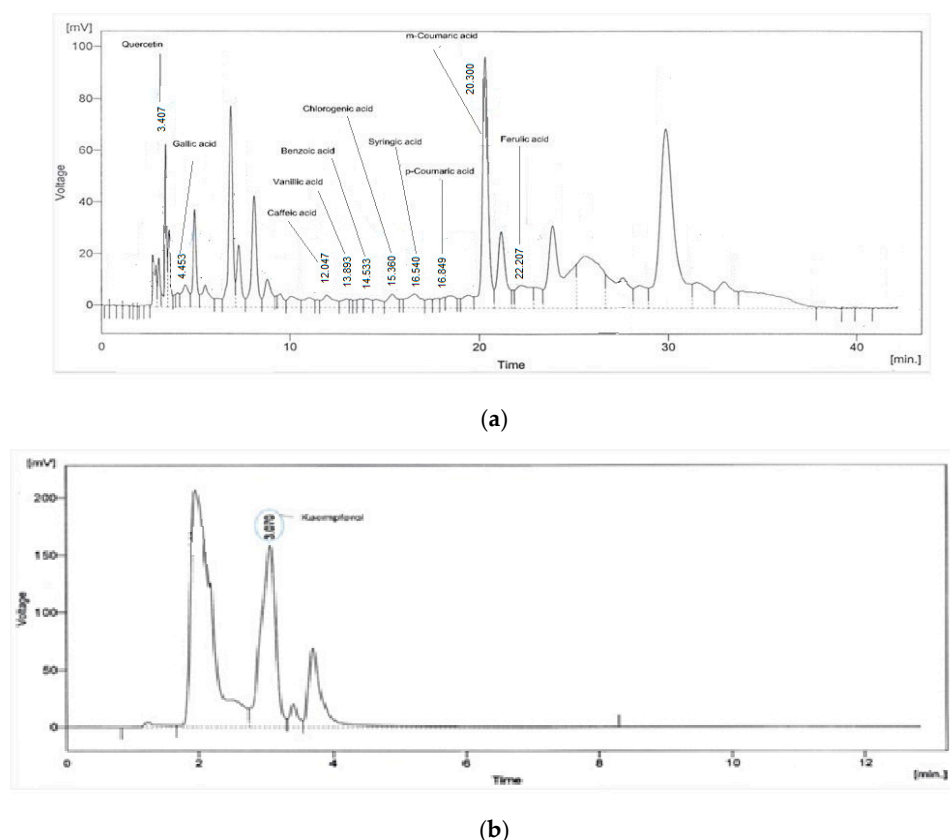 [mV]
m-Coumaric acid
100
Quercetin
20.300
80
Chlorogenic acid
3.407
Gallic acid
Syringic acid
Ferulic acid
60
Benzoic acid
Voltage
p-Coumaric acid
Vanillic acid
40
Caffeic acid
20
4.453
12.047
13.893
14.533
15.360
16.540
16.849
22.207
0
0 10 20 30 40
Time
[min.]
(a)
[mV]
200
3.070
Kaempferol
150
Voltage
100
50
0
0 2 4 6 8 10 12
Time
[min.]
(b)